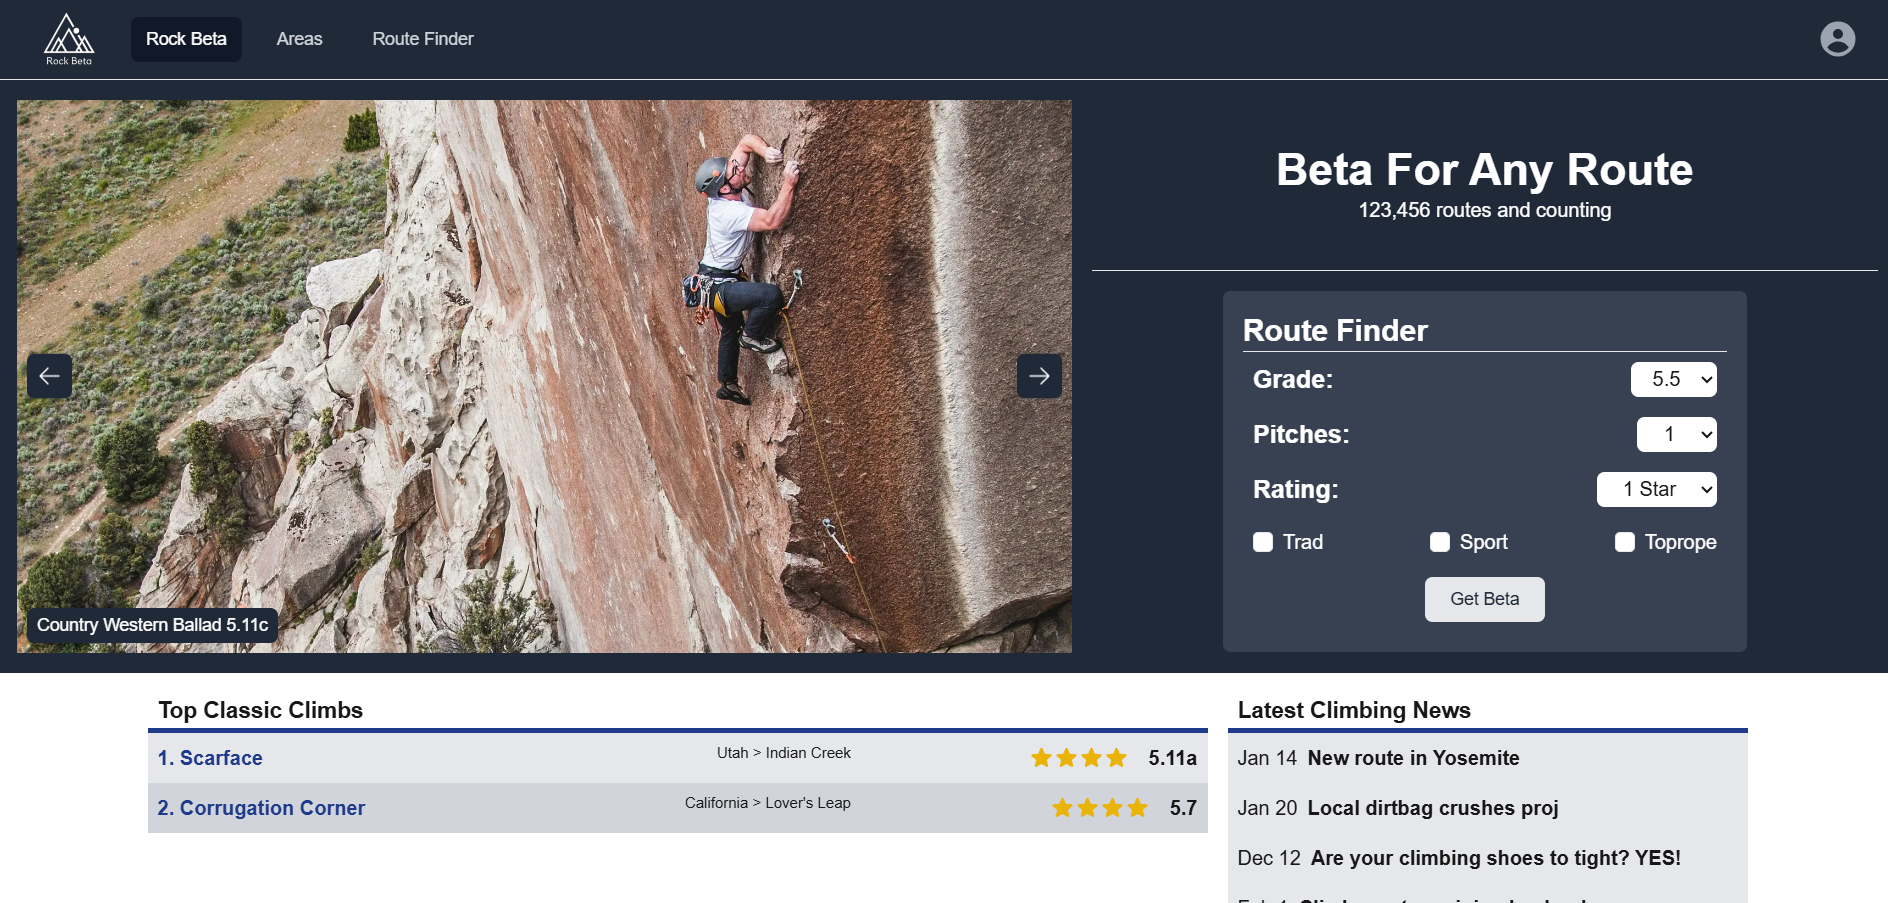 Rock Beta
Rock Beta
Areas
Route Finder
Beta For Any Route
123,456 routes and counting
Country Western Ballad 5.11c
Route Finder
Grade: 5.5
Pitches: 1
Rating: 1 Star
Trad Sport Toprope
Get Beta
Top Classic Climbs
1. Scarface Utah > Indian Creek 5.11a
2. Corrugation Corner California > Lover's Leap 5.7
Latest Climbing News
Jan 14 New route in Yosemite
Jan 20 Local dirtbag crushes proj
Dec 12 Are your climbing shoes to tight? YES!